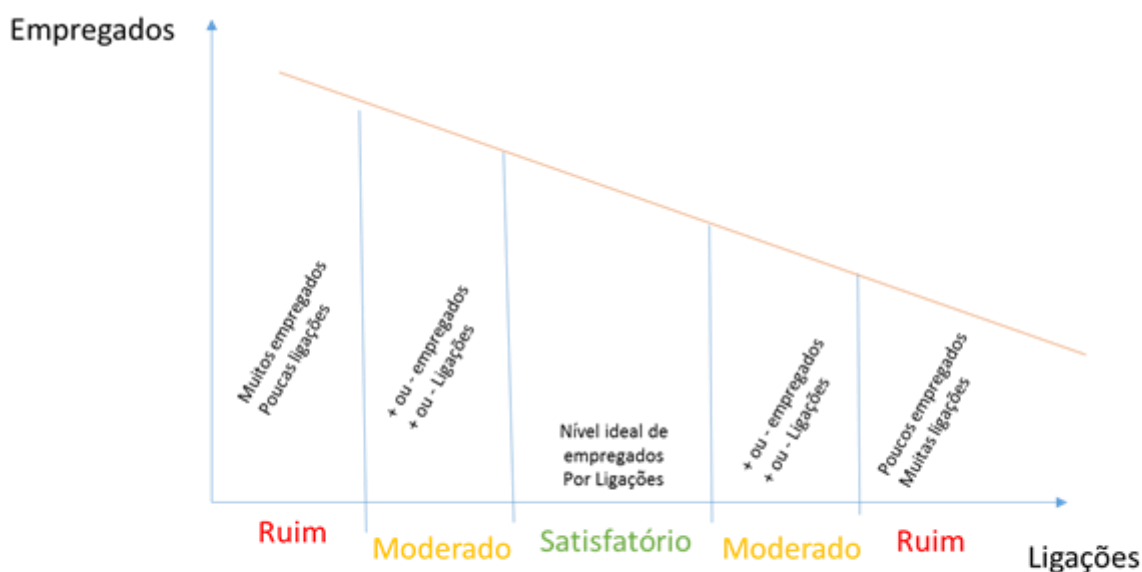 Empregados
Muitos empregados
Poucas ligações
+ ou - empregados
+ ou - Ligações
Nível ideal de
empregados
Por Ligações
+ ou - empregados
+ ou - Ligações
Poucos empregados
Muitas ligações
Ruim
Moderado
Satisfatório
Moderado
Ruim
Ligações